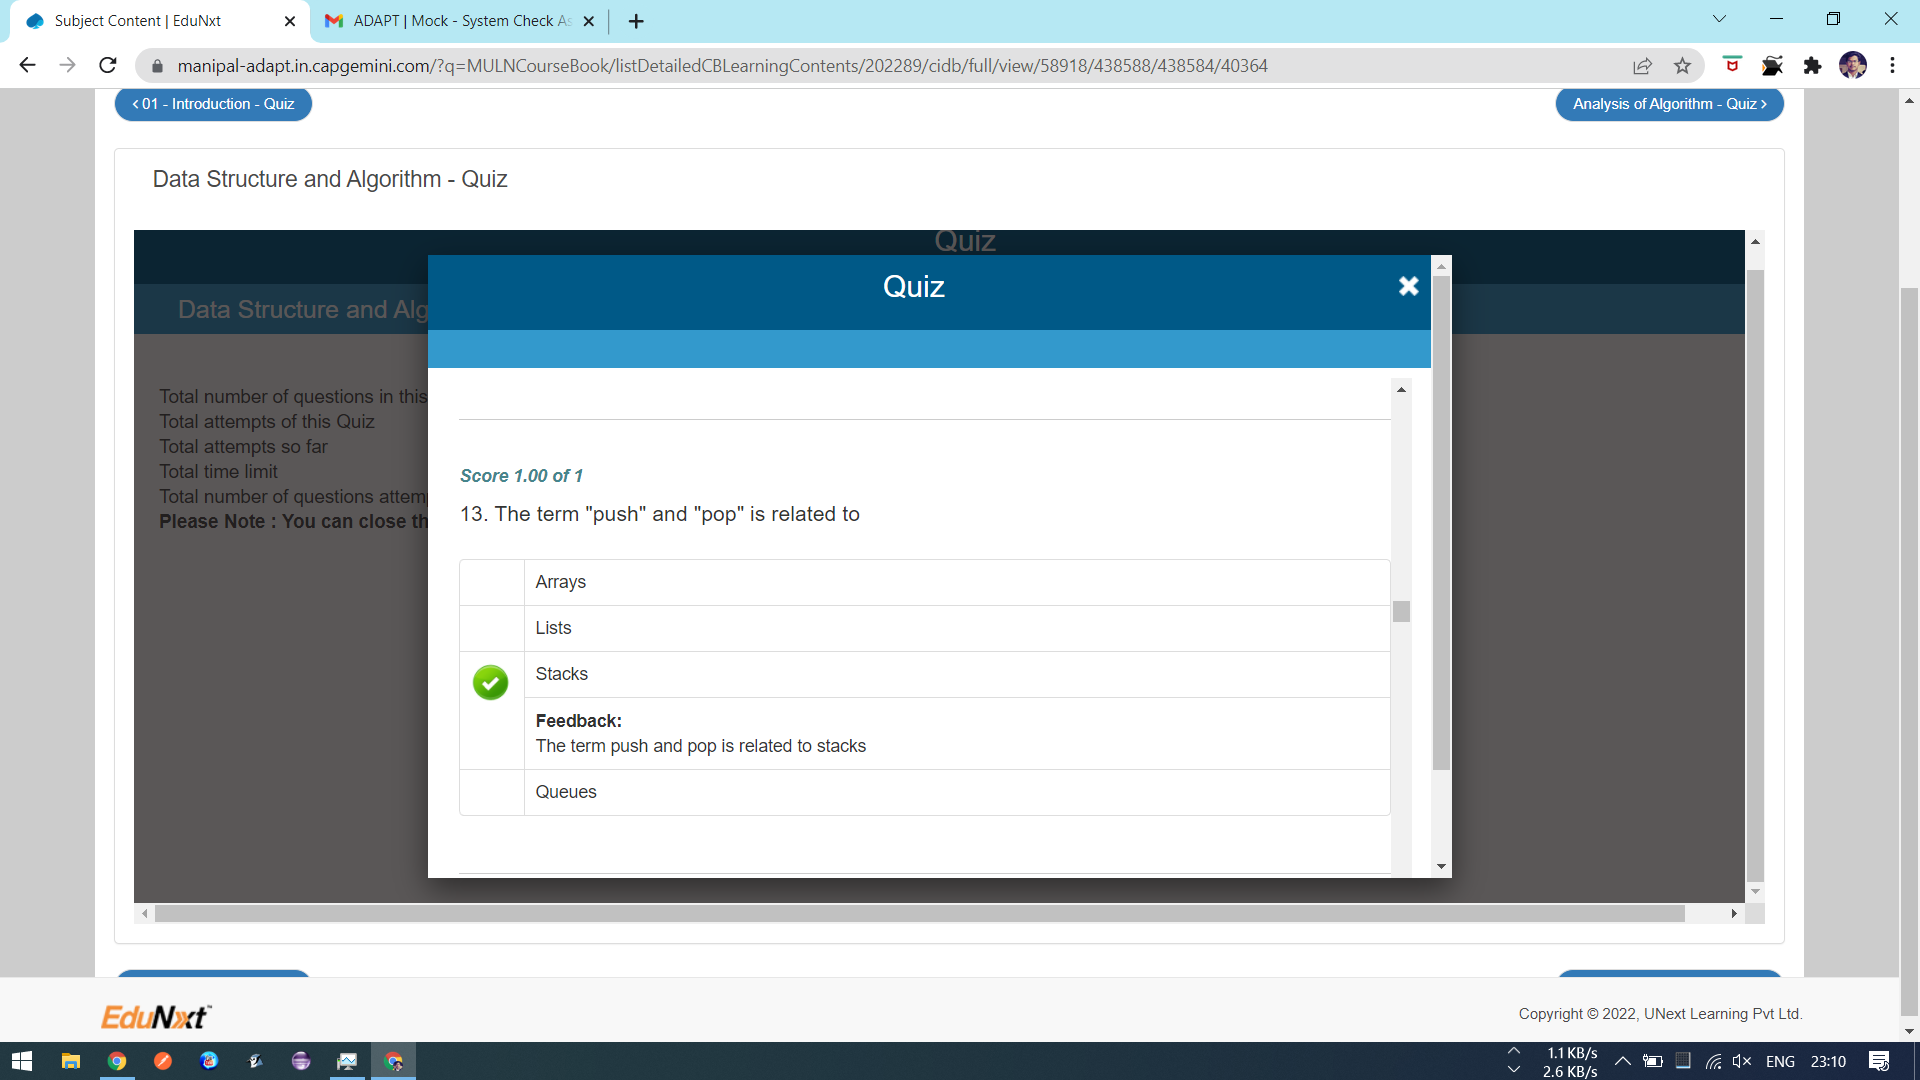 Subject Content | EduNxt
ADAPT | Mock - System Check As
manipal-adapt.in.capgemini.com/?q=MULNCourseBook/listDetailedCBLearningContents/202289/cidb/full/view/58918/438588/438584/40364
01 - Introduction - Quiz
Analysis of Algorithm - Quiz
Data Structure and Algorithm - Quiz
Quiz
Quiz
Data Structure and Alg
Total number of questions in this
Total attempts of this Quiz
Total attempts so far
Total time limit
Total number of questions attem
Please Note : You can close th
Score 1.00 of 1
13. The term "push" and "pop" is related to
Arrays
Lists
Stacks
Feedback:
The term push and pop is related to stacks
Queues
EduNxt™
Copyright © 2022, UNext Learning Pvt Ltd.
1.1 KB/s
2.6 KB/s
ENG
23:10